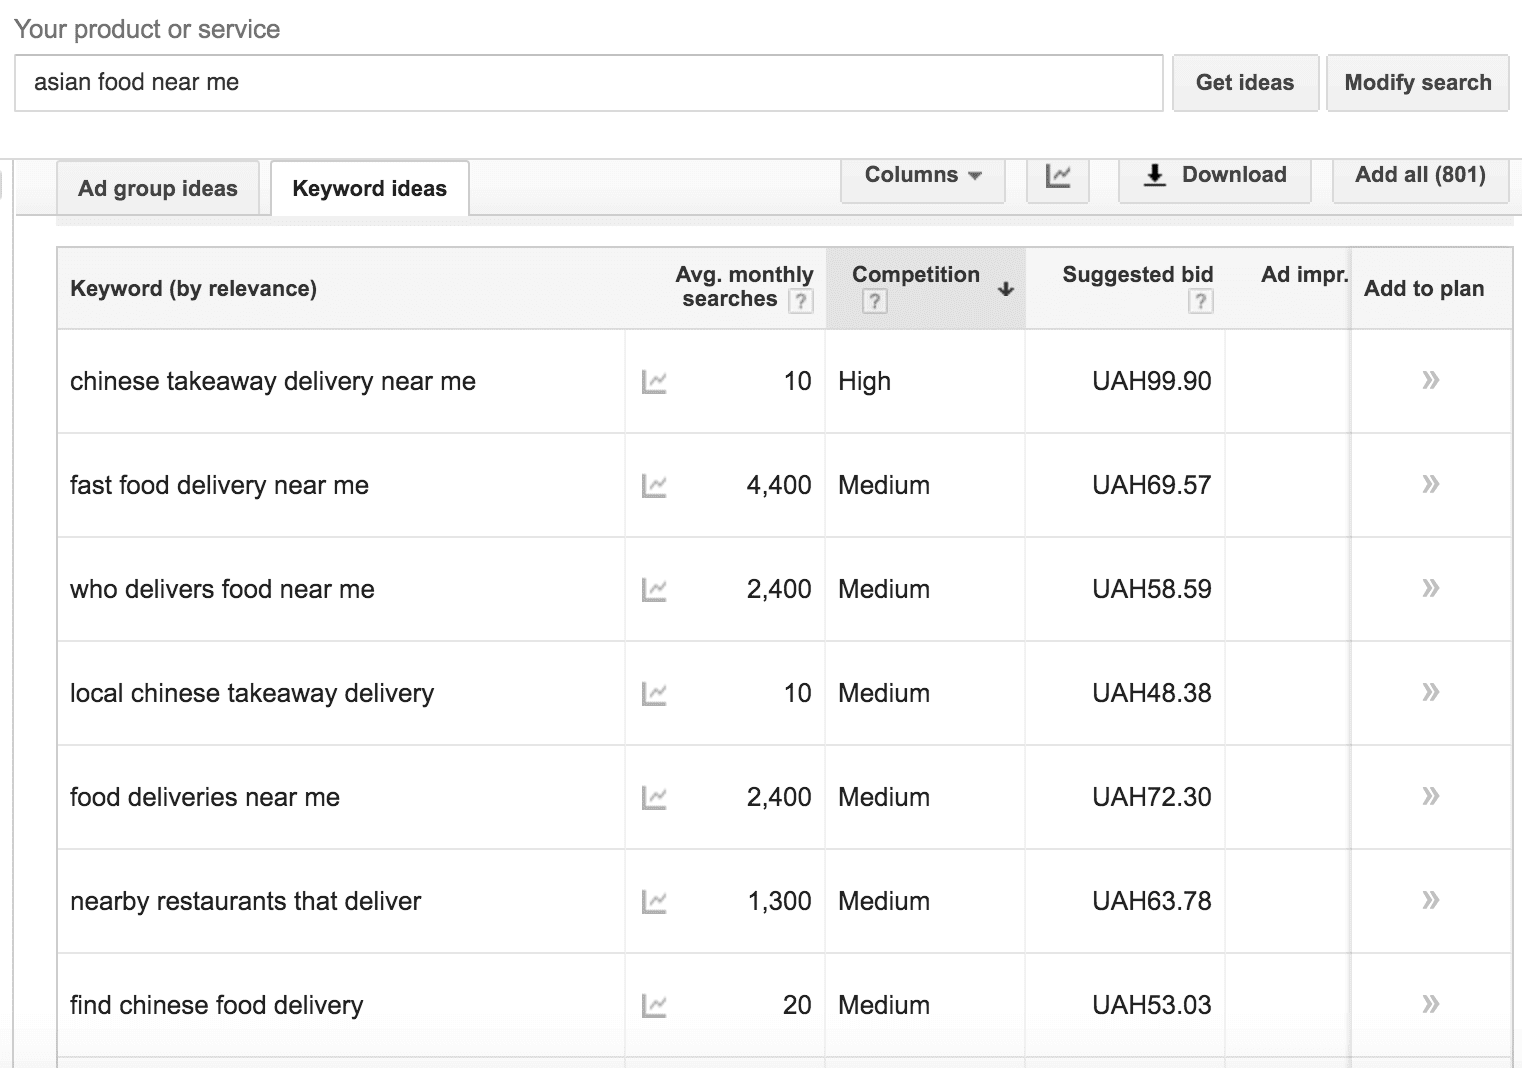 Your product or service
asian food near me
Get ideas
Modify search
Ad group ideas
Keyword ideas
Columns
Download
Add all (801)
Keyword (by relevance)
Avg. monthly
searches ?
Competition
?
Suggested bid
?
Ad impr.
Add to plan
chinese takeaway delivery near me 10 High UAH99.90 »
fast food delivery near me 4,400 Medium UAH69.57 »
who delivers food near me 2,400 Medium UAH58.59 »
local chinese takeaway delivery 10 Medium UAH48.38 »
food deliveries near me 2,400 Medium UAH72.30 »
nearby restaurants that deliver 1,300 Medium UAH63.78 »
find chinese food delivery 20 Medium UAH53.03 »